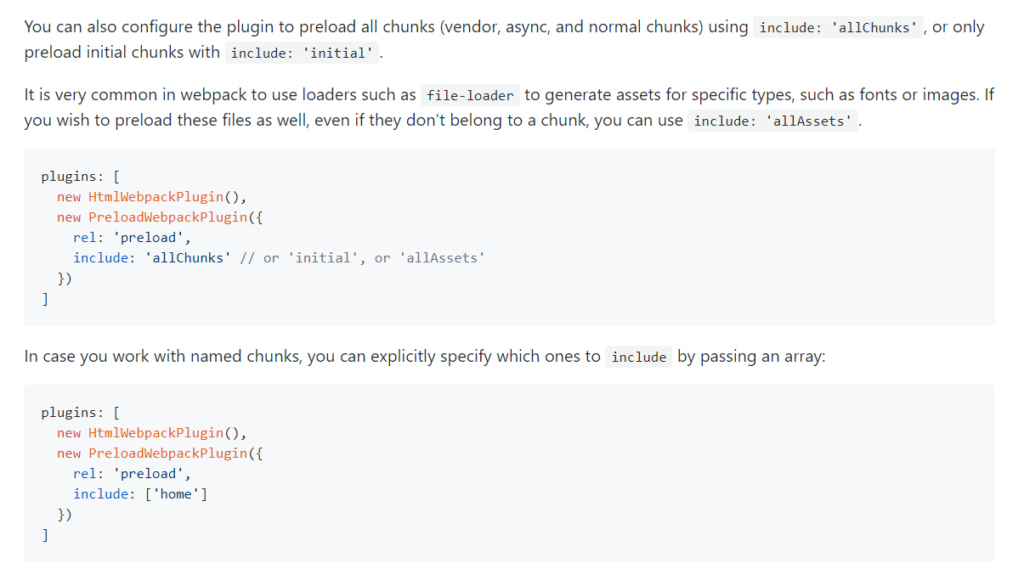 You can also configure the plugin to preload all chunks (vendor, async, and normal chunks) using include: 'allChunks' , or only
preload initial chunks with include: 'initial' .
It is very common in webpack to use loaders such as file-loader to generate assets for specific types, such as fonts or images. If
you wish to preload these files as well, even if they don't belong to a chunk, you can use include: 'allAssets' .
plugins: [
  new HtmlWebpackPlugin(),
  new PreloadWebpackPlugin({
    rel: 'preload',
    include: 'allChunks' // or 'initial', or 'allAssets'
  })
]
In case you work with named chunks, you can explicitly specify which ones to include by passing an array:
plugins: [
  new HtmlWebpackPlugin(),
  new PreloadWebpackPlugin({
    rel: 'preload',
    include: ['home']
  })
]